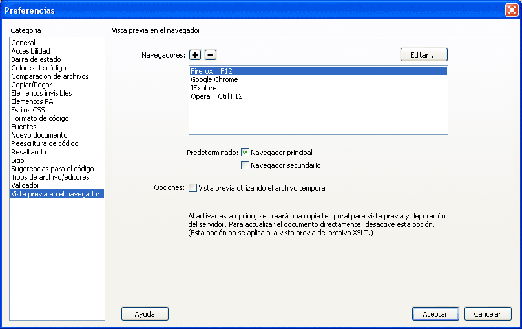 Preferencias
Categoría
Vista previa en el navegador
General
Accesibilidad
Barra de estado
Colores de código
Comparación de archivos
Copiar/Pegar
Elementos invisibles
Elementos PA
Estilos CSS
Formato de código
Fuentes
Nuevo documento
Reescritura de código
Resaltando
Sitio
Sugerencias para el código
Tipos de archivo/editores
Validador
Vista previa en el navegador
Navegadores:
Editar...
Firefox F12
Google Chrome
IExplore
Opera Ctrl+F12
Predeterminado:
Navegador principal
Navegador secundario
Opciones:
Vista previa utilizando el archivo temporal
Al activar esta opción, se creará una copia temporal para vista previa y depuración
del servidor. Para actualizar el documento directamente, desactive esta opción.
(Esta opción no se aplica a la vista previa de archivo XSLT.)
Ayuda
Aceptar
Cancelar